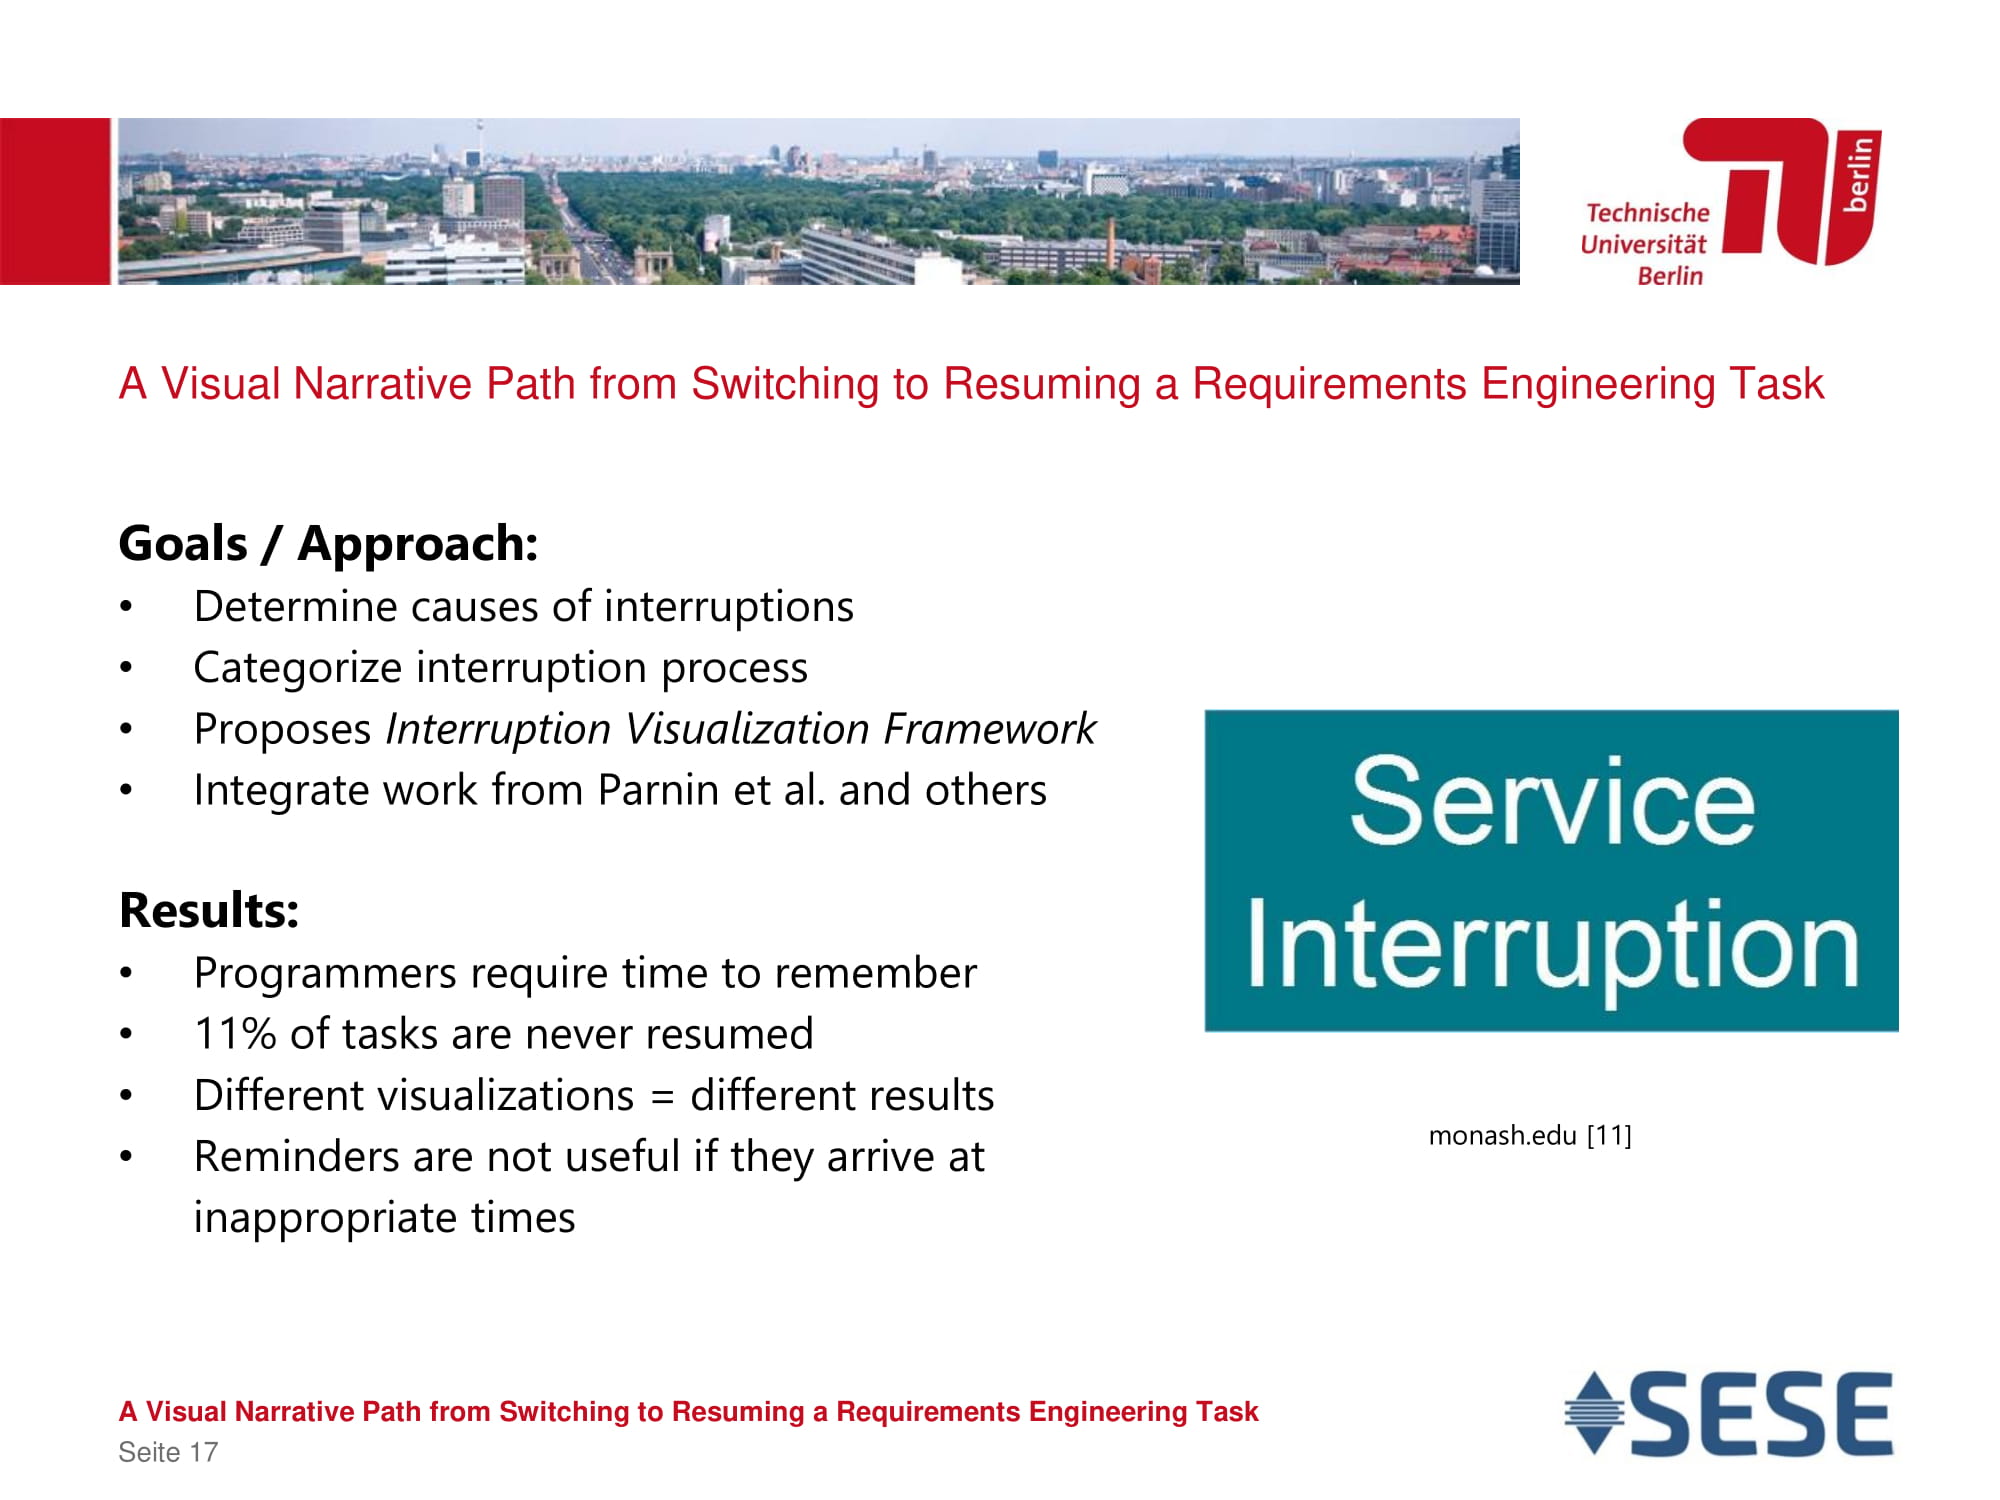 Technische
Universität
Berlin
berlin
A Visual Narrative Path from Switching to Resuming a Requirements Engineering Task
Goals / Approach:
• Determine causes of interruptions
• Categorize interruption process
• Proposes Interruption Visualization Framework
• Integrate work from Parnin et al. and others
Results:
• Programmers require time to remember
• 11% of tasks are never resumed
• Different visualizations = different results
• Reminders are not useful if they arrive at
inappropriate times
Service
Interruption
monash.edu [11]
A Visual Narrative Path from Switching to Resuming a Requirements Engineering Task
Seite 17
SESE